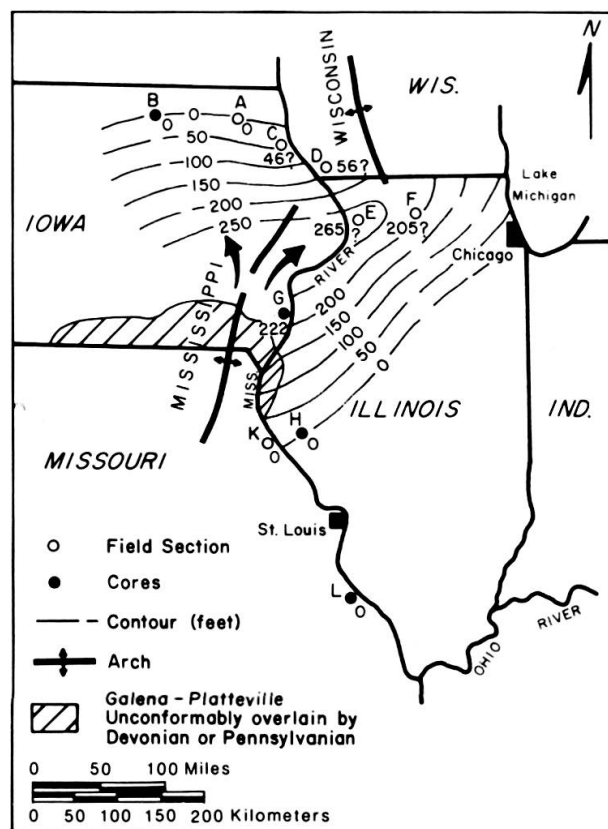 N
WISCONSIN
WIS.
B
O
O
A
O
50
C
46?
D
56?
100
150
200
250
Lake
Michigan
IOWA
E
265
?
F
205?
Chicago
RIVER
MISSISSIPPI
G
222
200
150
100
50
O
MISS.
ILLINOIS
IND.
K
O
H
O
MISSOURI
St. Louis
L
O
Field Section
Cores
Contour (feet)
Arch
Galena-Platteville
Unconformably overlain by
Devonian or Pennsylvanian
OHIO
RIVER
0 50 100 Miles
0 50 100 150 200 Kilometers